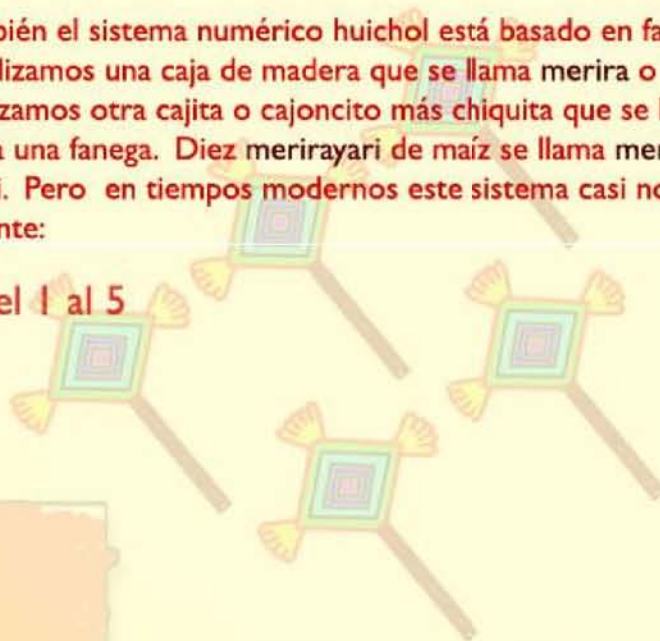 bién el sistema numérico huichol está basado en fa
lizamos una caja de madera que se llama merira o
zamos otra cajita o cajoncito más chiquita que se
a una fanega. Diez merirayari de maíz se llama mer
i. Pero en tiempos modernos este sistema casi no
nte:
el 1 al 5